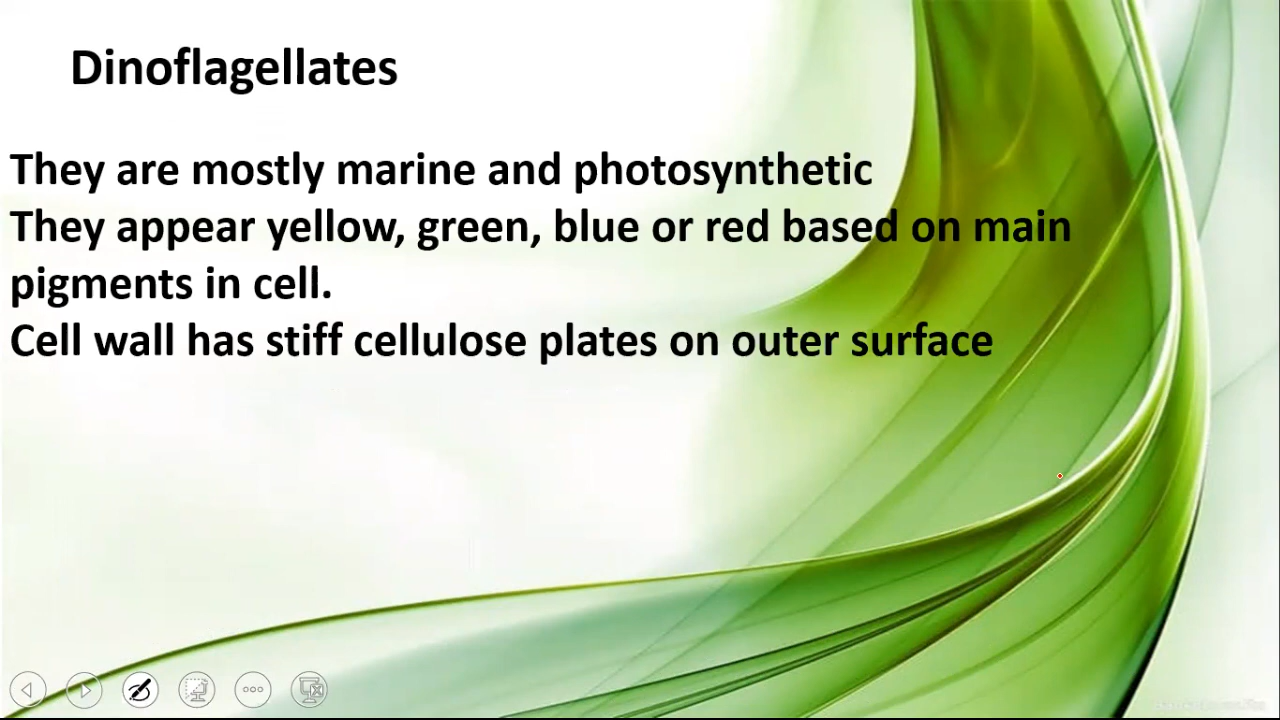 Dinoflagellates
They are mostly marine and photosynthetic
They appear yellow, green, blue or red based on main
pigments in cell.
Cell wall has stiff cellulose plates on outer surface